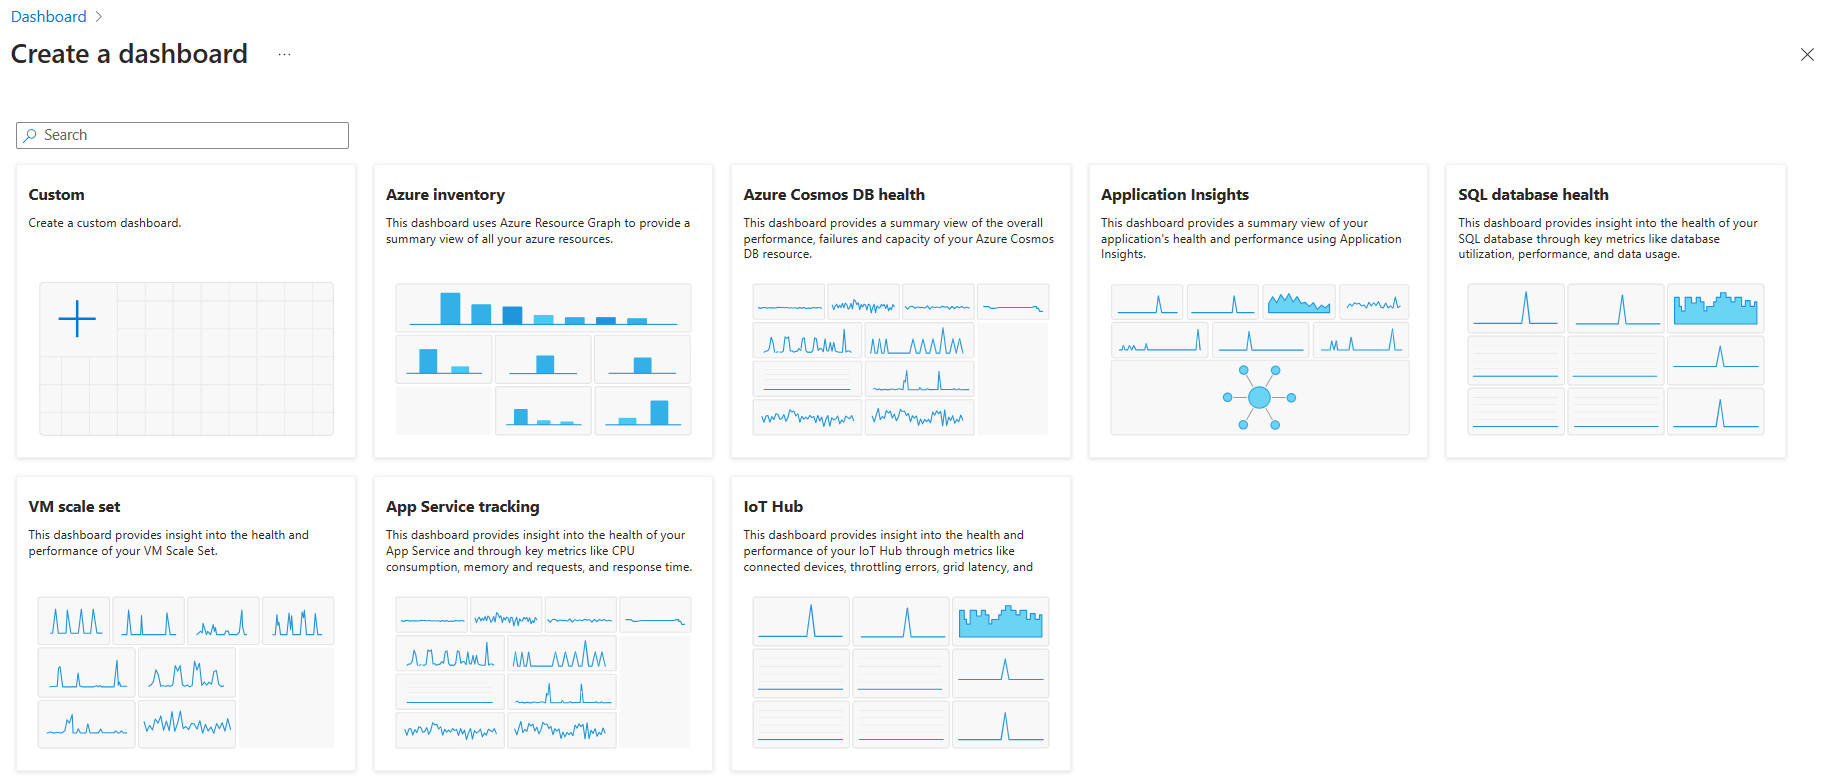 Dashboard
Create a dashboard
Search
Custom
Create a custom dashboard.
Azure inventory
This dashboard uses Azure Resource Graph to provide a
summary view of all your azure resources.
Azure Cosmos DB health
This dashboard provides a summary view of the overall
performance, failures and capacity of your Azure Cosmos
DB resource.
Application Insights
This dashboard provides a summary view of your
application's health and performance using Application
Insights.
SQL database health
This dashboard provides insight into the health of your
SQL database through key metrics like database
utilization, performance, and data usage.
VM scale set
This dashboard provides insight into the health and
performance of your VM Scale Set.
App Service tracking
This dashboard provides insight into the health of your
App Service and through key metrics like CPU
consumption, memory and requests, and response time.
IoT Hub
This dashboard provides insight into the health and
performance of your IoT Hub through metrics like
connected devices, throttling errors, grid latency, and